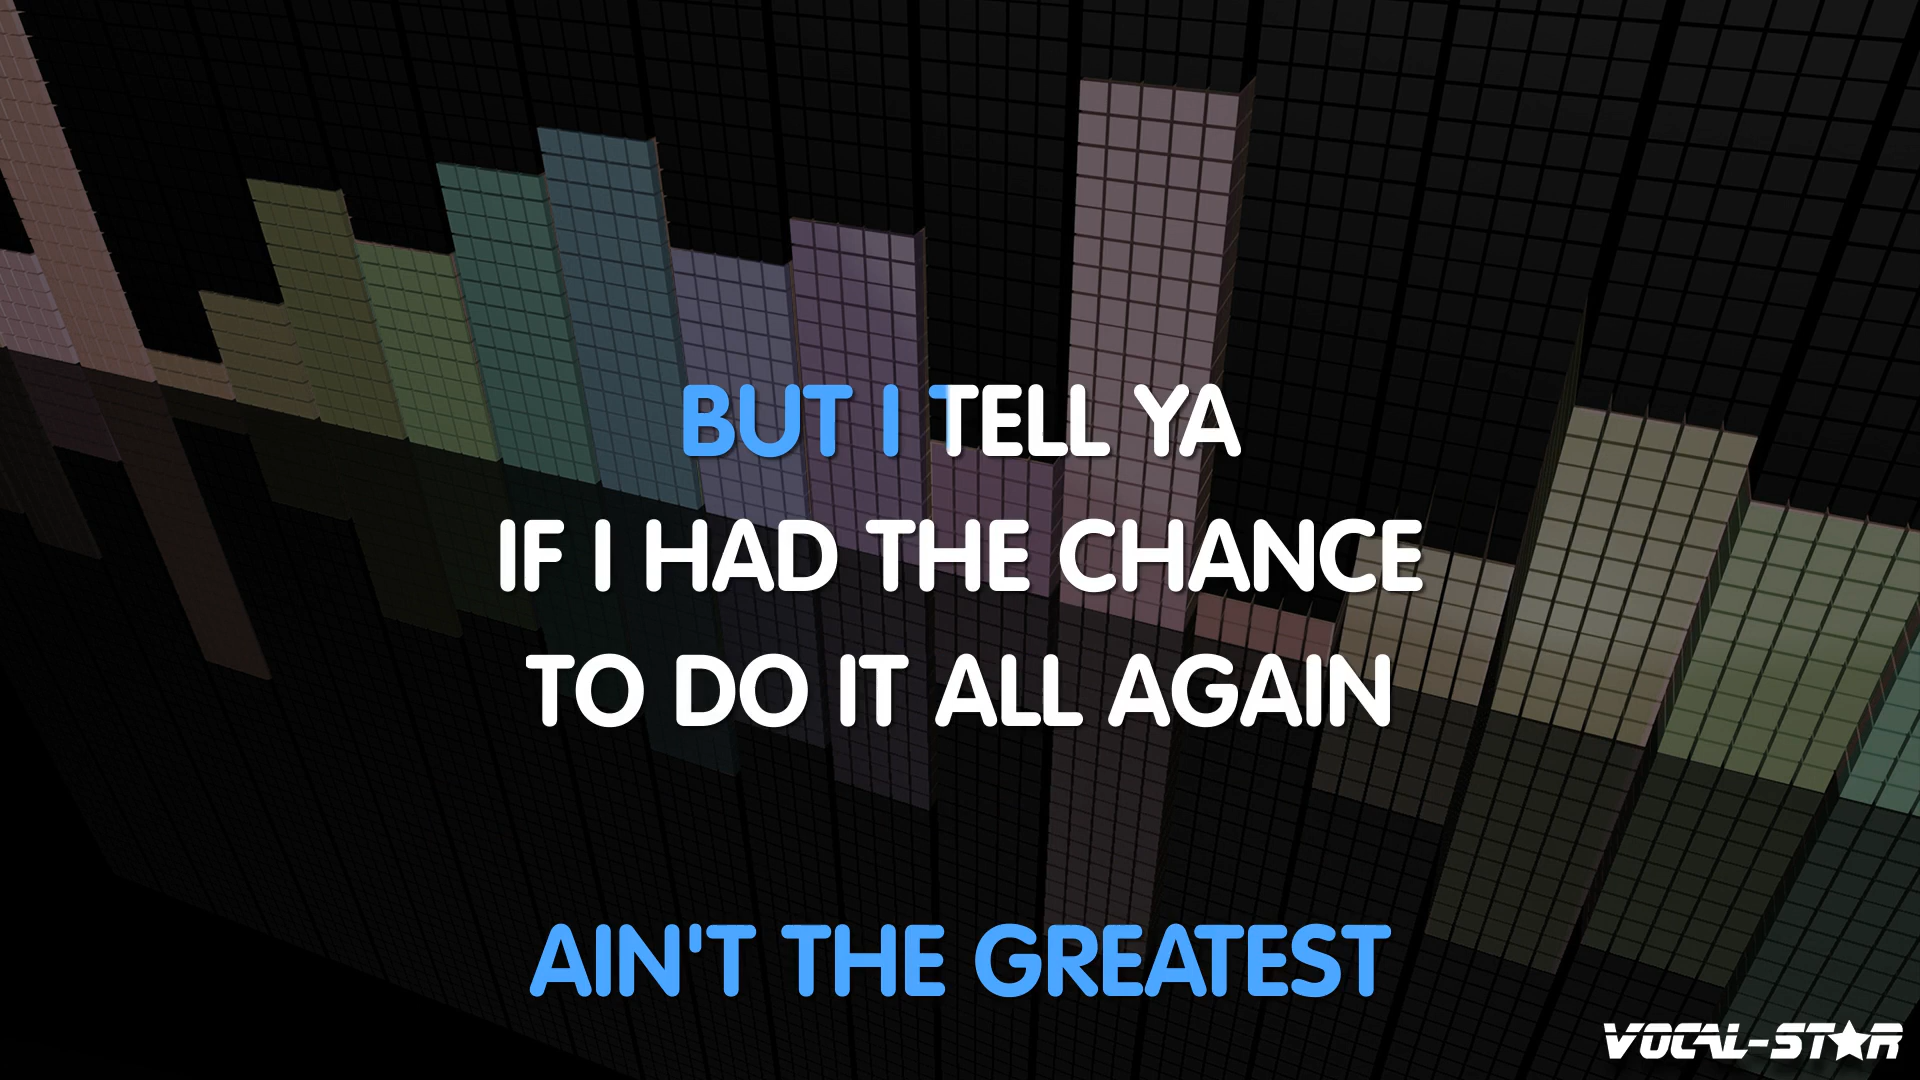 BUT I TELL YA
IF I HAD THE CHANCE
TO DO IT ALL AGAIN
AIN'T THE GREATEST
VOCAL-STAR